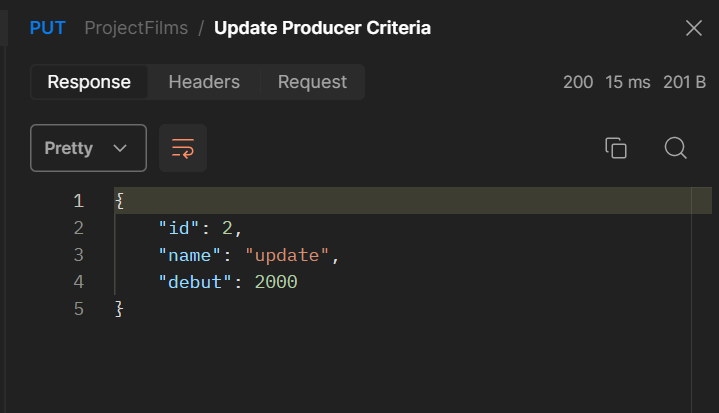 PUT ProjectFilms / Update Producer Criteria
Response Headers Request 200 15 ms 201 B
Pretty
1 {
2 "id": 2,
3 "name": "update",
4 "debut": 2000
5 }